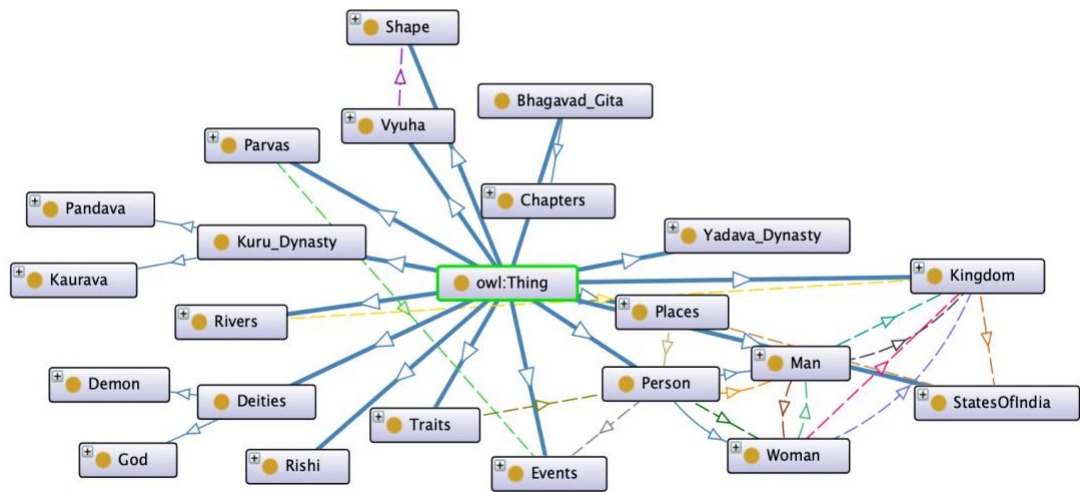 Shape
Bhagavad_Gita
Vyuha
Parvas
Chapters
Pandava
Kuru_Dynasty
Yadava_Dynasty
Kaurava
owl:Thing
Kingdom
Rivers
Places
Man
Demon
Person
Deities
StatesOfIndia
Traits
God
Rishi
Events
Woman